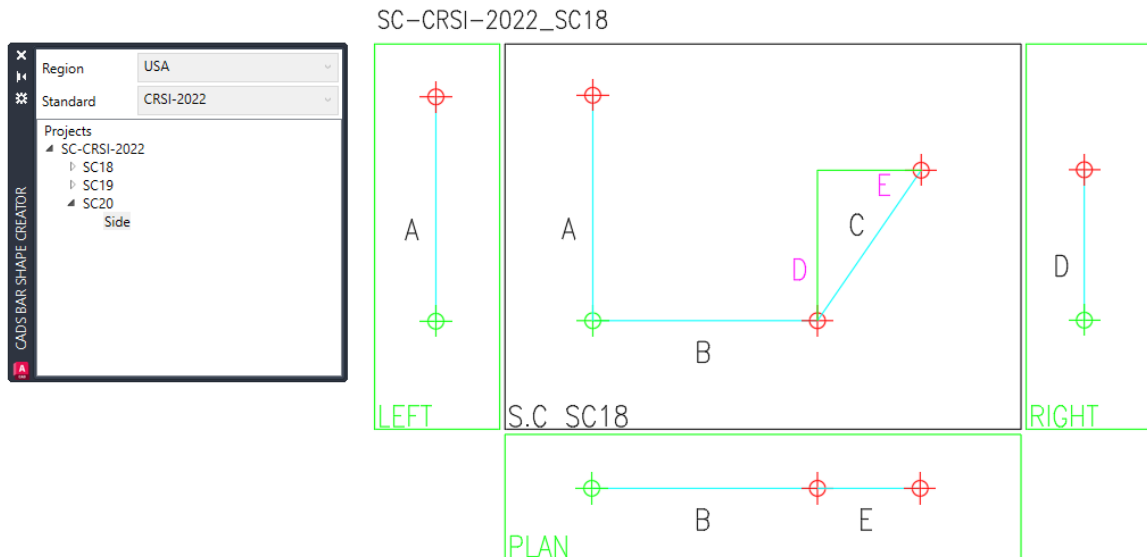 SC-CRSI-2022_SC18
Region
USA
Standard
CRSI-2022
Projects
SC-CRSI-2022
SC18
SC19
SC20
Side
CADS BAR SHAPE CREATOR
A
A
LEFT
A
B
C
D
E
S.C SC18
D
RIGHT
B
E
PLAN